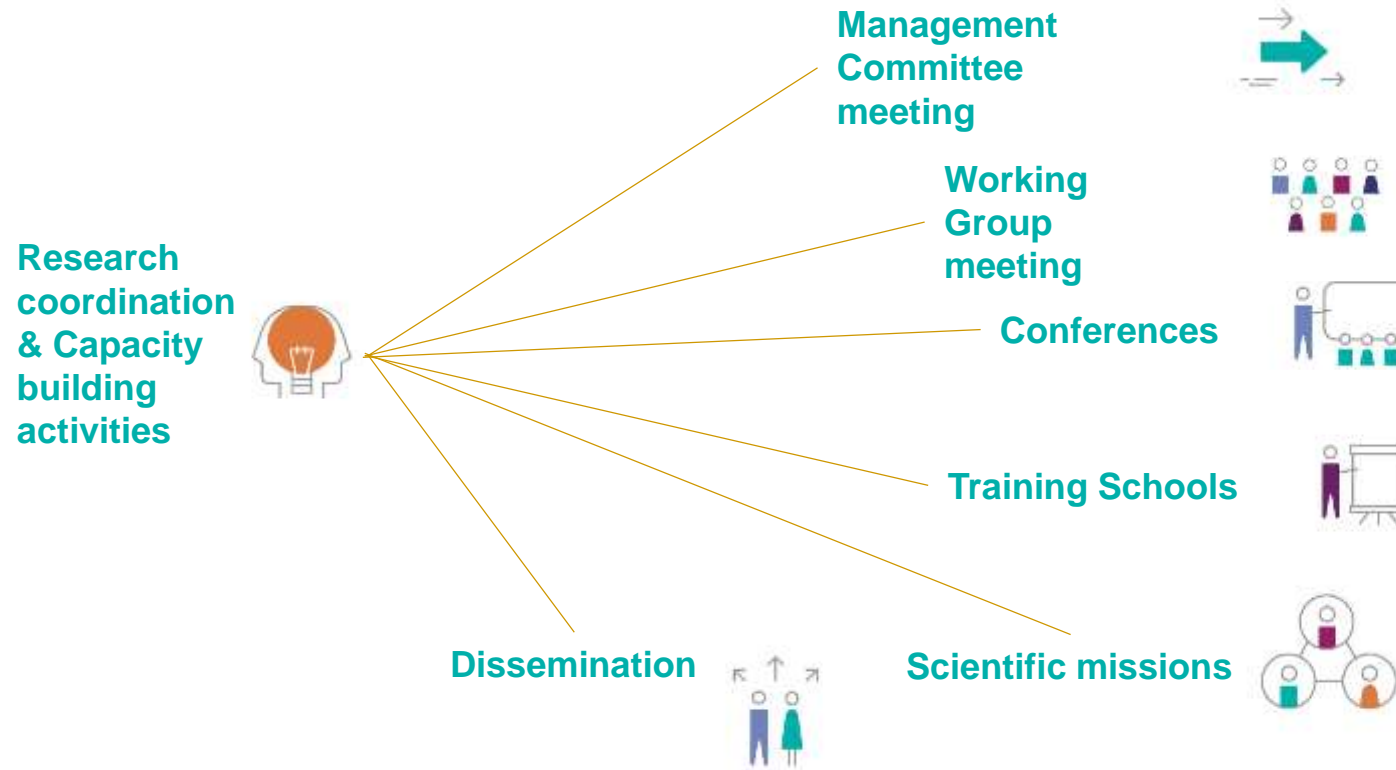 Management
Committee
meeting
Working
Group
meeting
Research
coordination
& Capacity
building
activities
Conferences
Training Schools
Dissemination
Scientific missions